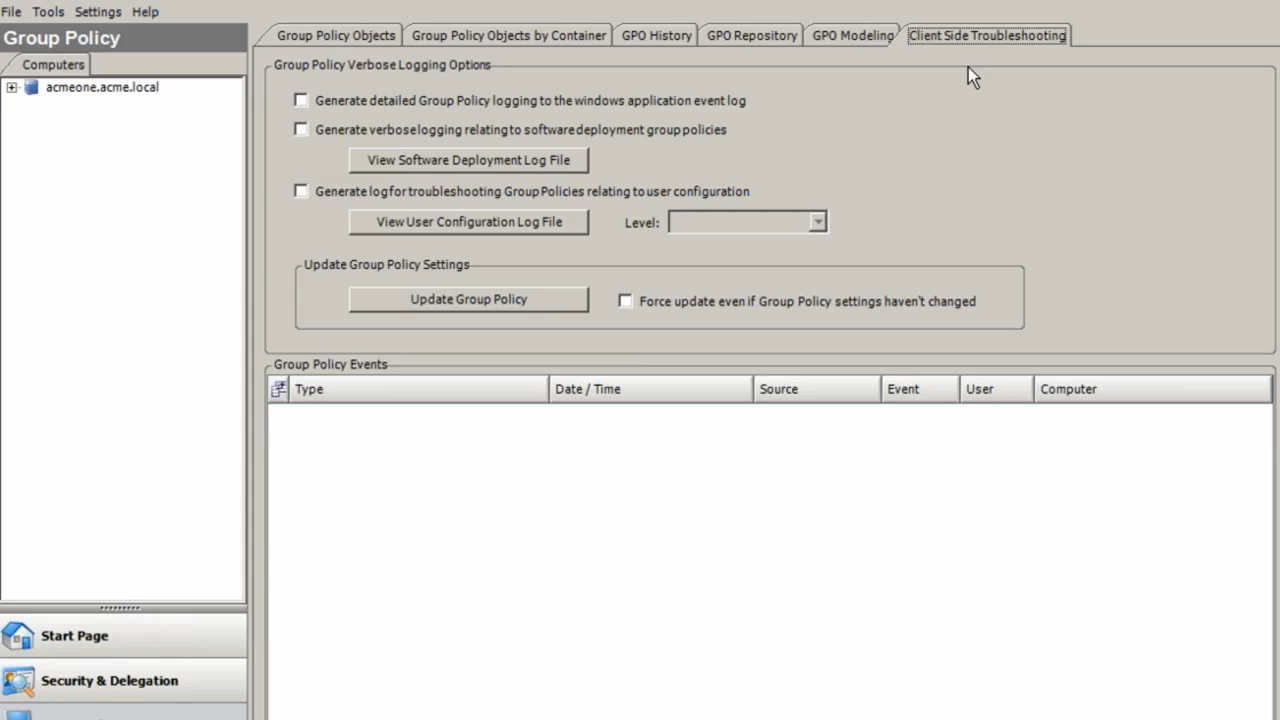 File Tools Settings Help
Group Policy
Computers
acmeone.acme.local
Start Page
Security & Delegation
Group Policy Objects Group Policy Objects by Container GPO History GPO Repository GPO Modeling Client Side Troubleshooting
Group Policy Verbose Logging Options
Generate detailed Group Policy logging to the windows application event log
Generate verbose logging relating to software deployment group policies
View Software Deployment Log File
Generate log for troubleshooting Group Policies relating to user configuration
View User Configuration Log File Level:
Update Group Policy Settings
Update Group Policy Force update even if Group Policy settings haven't changed
Group Policy Events
Type Date / Time Source Event User Computer